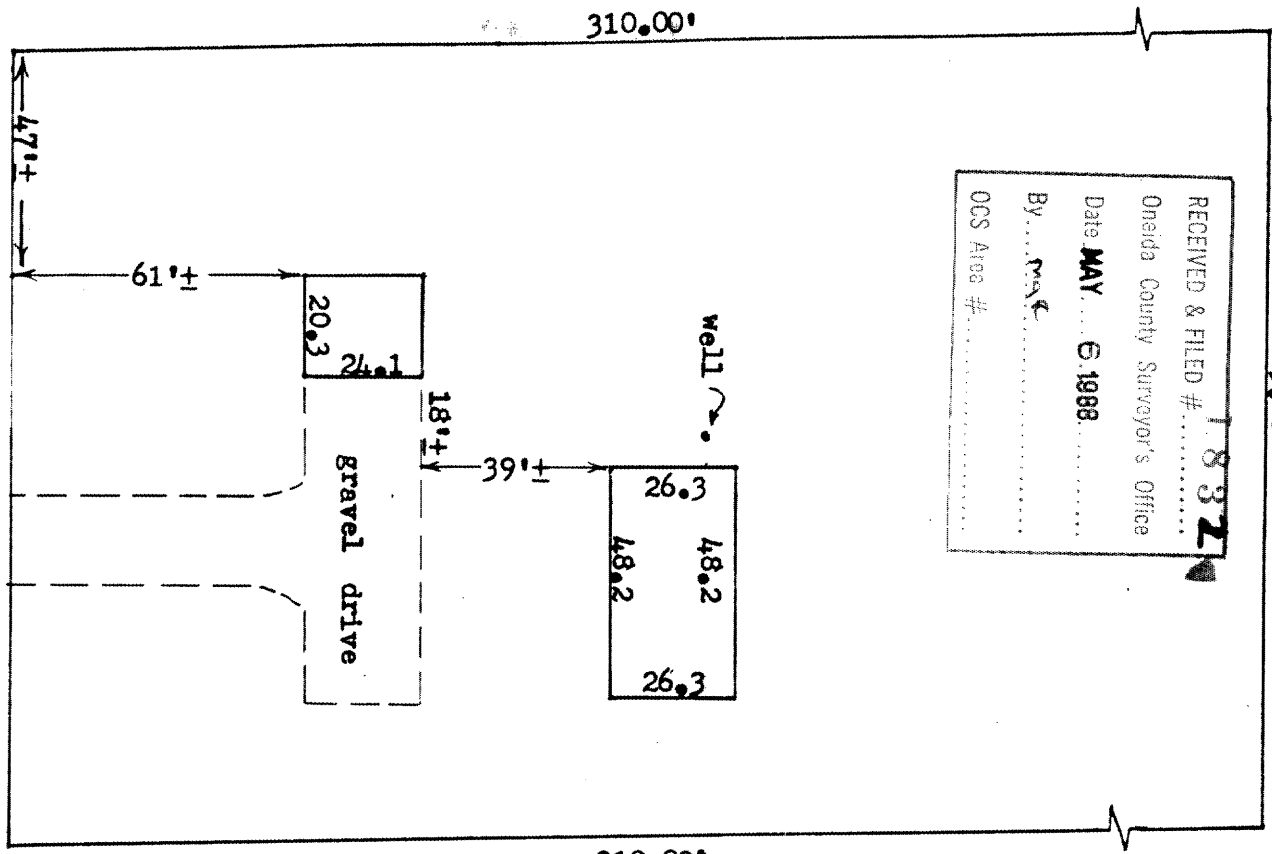 310.00'
47'±
61'±
20.3
24.1
18'±
39'±
well
26.3
48.2
48.2
26.3
gravel drive
RECEIVED & FILED #
Oneida County Surveyor's Office
Date MAY 6 1988
By
OCS Area #